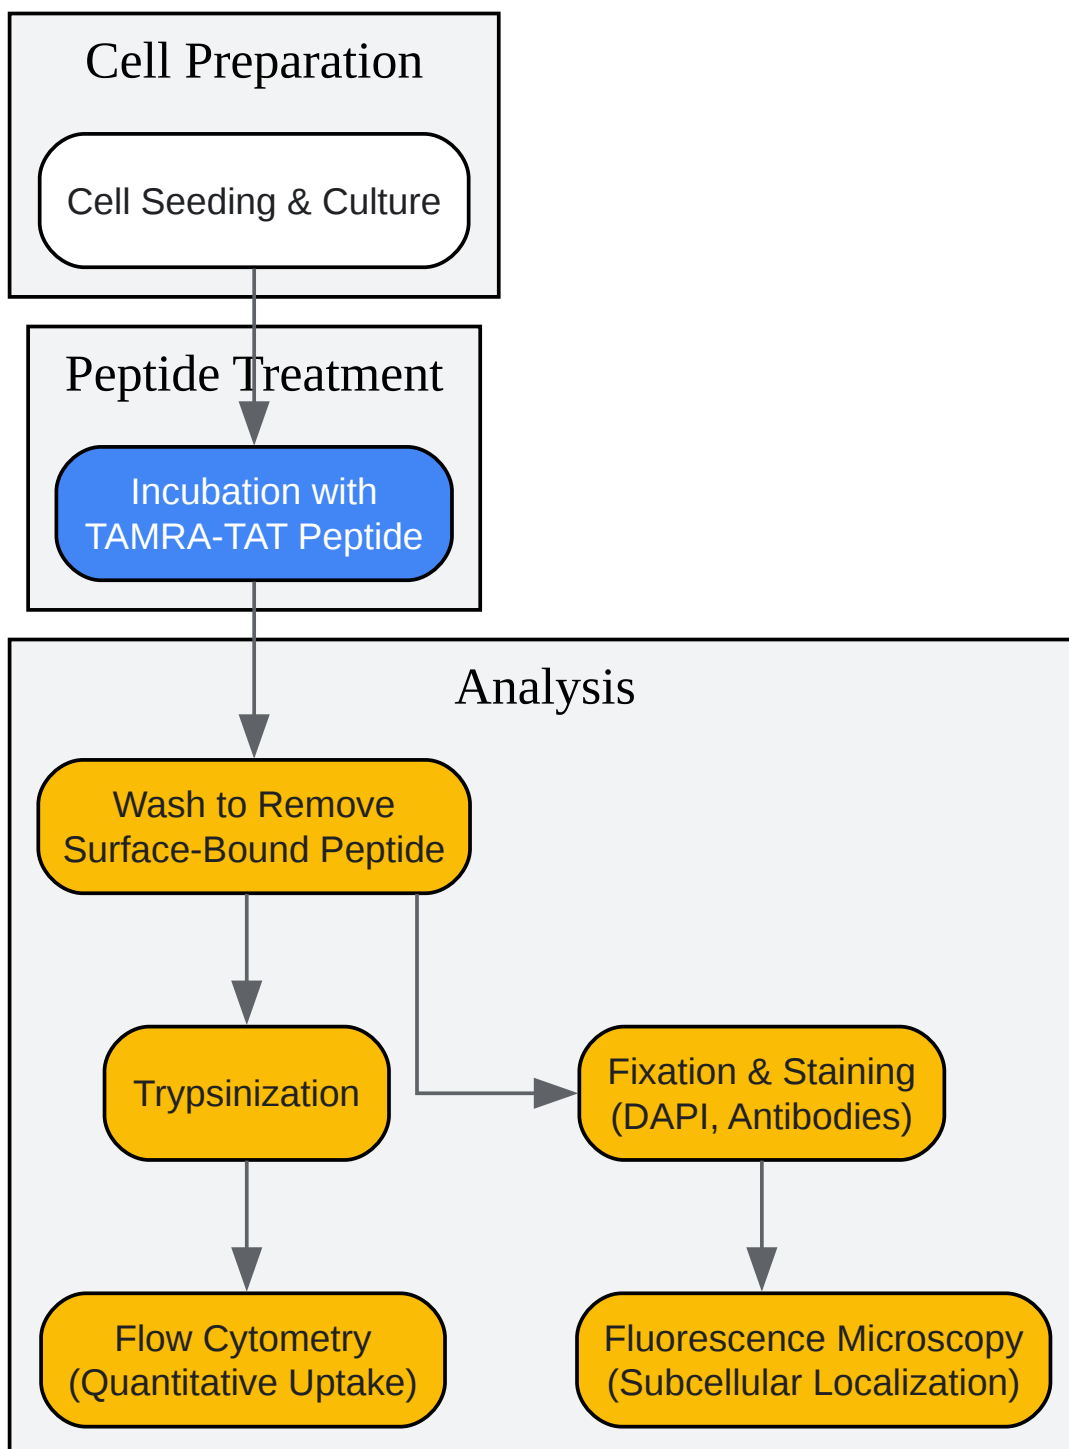 Cell Preparation
Cell Seeding & Culture
Peptide Treatment
Incubation with
TAMRA-TAT Peptide
Analysis
Wash to Remove
Surface-Bound Peptide
Trypsinization
Fixation & Staining
(DAPI, Antibodies)
Flow Cytometry
(Quantitative Uptake)
Fluorescence Microscopy
(Subcellular Localization)